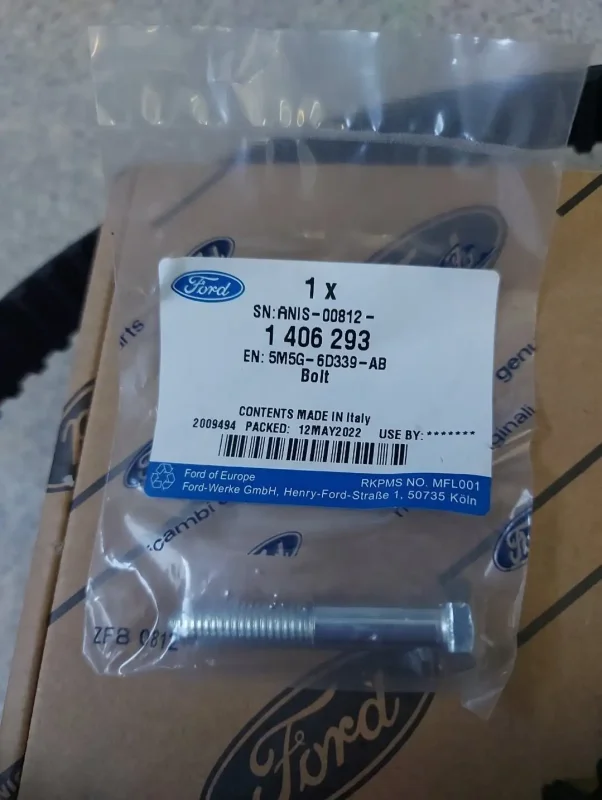 Ford
1 x
SN:ANIS-00812-
1 406 293
EN: 5M5G-6D339-AB
Bolt
CONTENTS MADE IN Italy
2009494 PACKED: 12MAY2022 USE BY: *******
Ford of Europe
RKPMS NO. MFL001
Ford-Werke GmbH, Henry-Ford-Straße 1, 50735 Köln
ZFB 0812
Ford